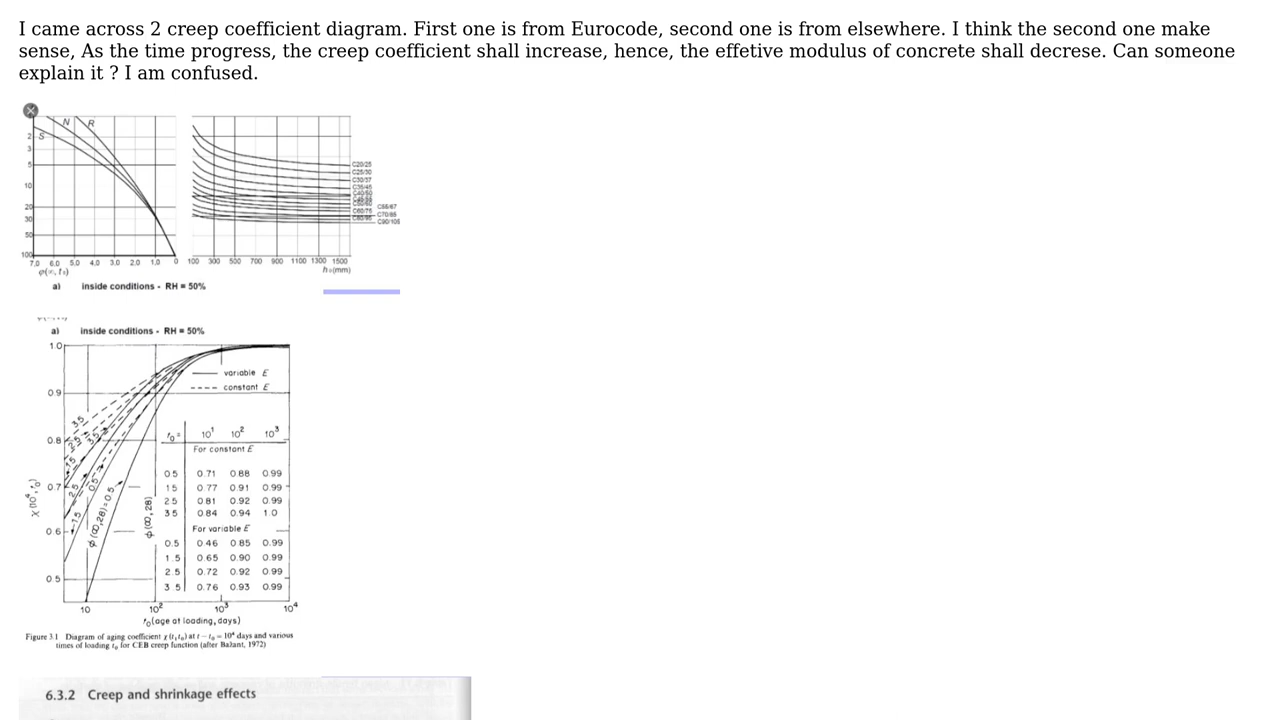 I came across 2 creep coefficient diagram. First one is from Eurocode, second one is from elsewhere. I think the second one make
sense, As the time progress, the creep coefficient shall increase, hence, the effetive modulus of concrete shall decrese. Can someone
explain it ? I am confused.
N R
S
2
3
5
10
20
30
50
100
C20/25
C25/30
C30/37
C35/45
C55/67
C70/85
C90/105
7,0 6,0 5,0 4,0 3,0 2,0 1,0 0 100 300 500 700 900 1100 1300 1500
φ(∞, t₀)
h₀(mm)
a) inside conditions - RH = 50%
a) inside conditions - RH = 50%
1.0
0.9
0.8
0.7
0.6
0.5
variable E
constant E
t₀= 10¹ 10² 10³
For constant E
0.5 0.71 0.88 0.99
1.5 0.77 0.91 0.99
2.5 0.81 0.92 0.99
3.5 0.84 0.94 1.0
For variable E
0.5 0.46 0.85 0.99
1.5 0.65 0.90 0.99
2.5 0.72 0.92 0.99
3.5 0.76 0.93 0.99
φ(∞,28)
φ(∞,28)=0.5
χ(10⁴,t₀)
10 10² 10³ 10⁴
t₀(age at loading, days)
Figure 3.1 Diagram of aging coefficient χ(t,t₀) at t − t₀ = 10⁴ days and various
times of loading t₀ for CEB creep function (after Bažant, 1972)
6.3.2 Creep and shrinkage effects